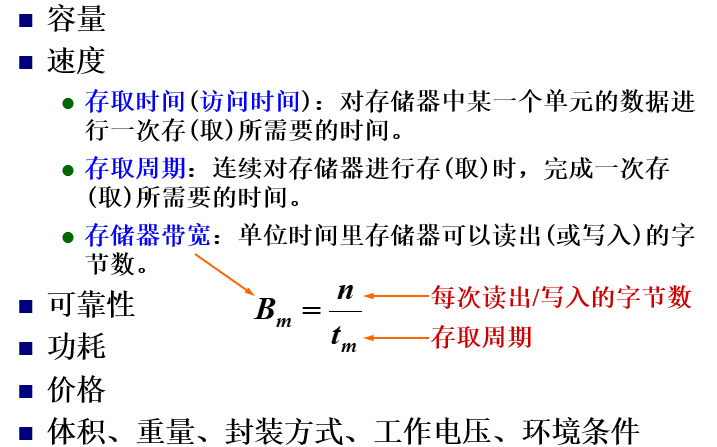 容量
速度
存取时间(访问时间)：对存储器中某一个单元的数据进
行一次存(取)所需要的时间。
存取周期：连续对存储器进行存(取)时，完成一次存
(取)所需要的时间。
存储器带宽：单位时间里存储器可以读出(或写入)的字
节数。
可靠性
B_m = n / t_m
每次读出/写入的字节数
存取周期
功耗
价格
体积、重量、封装方式、工作电压、环境条件